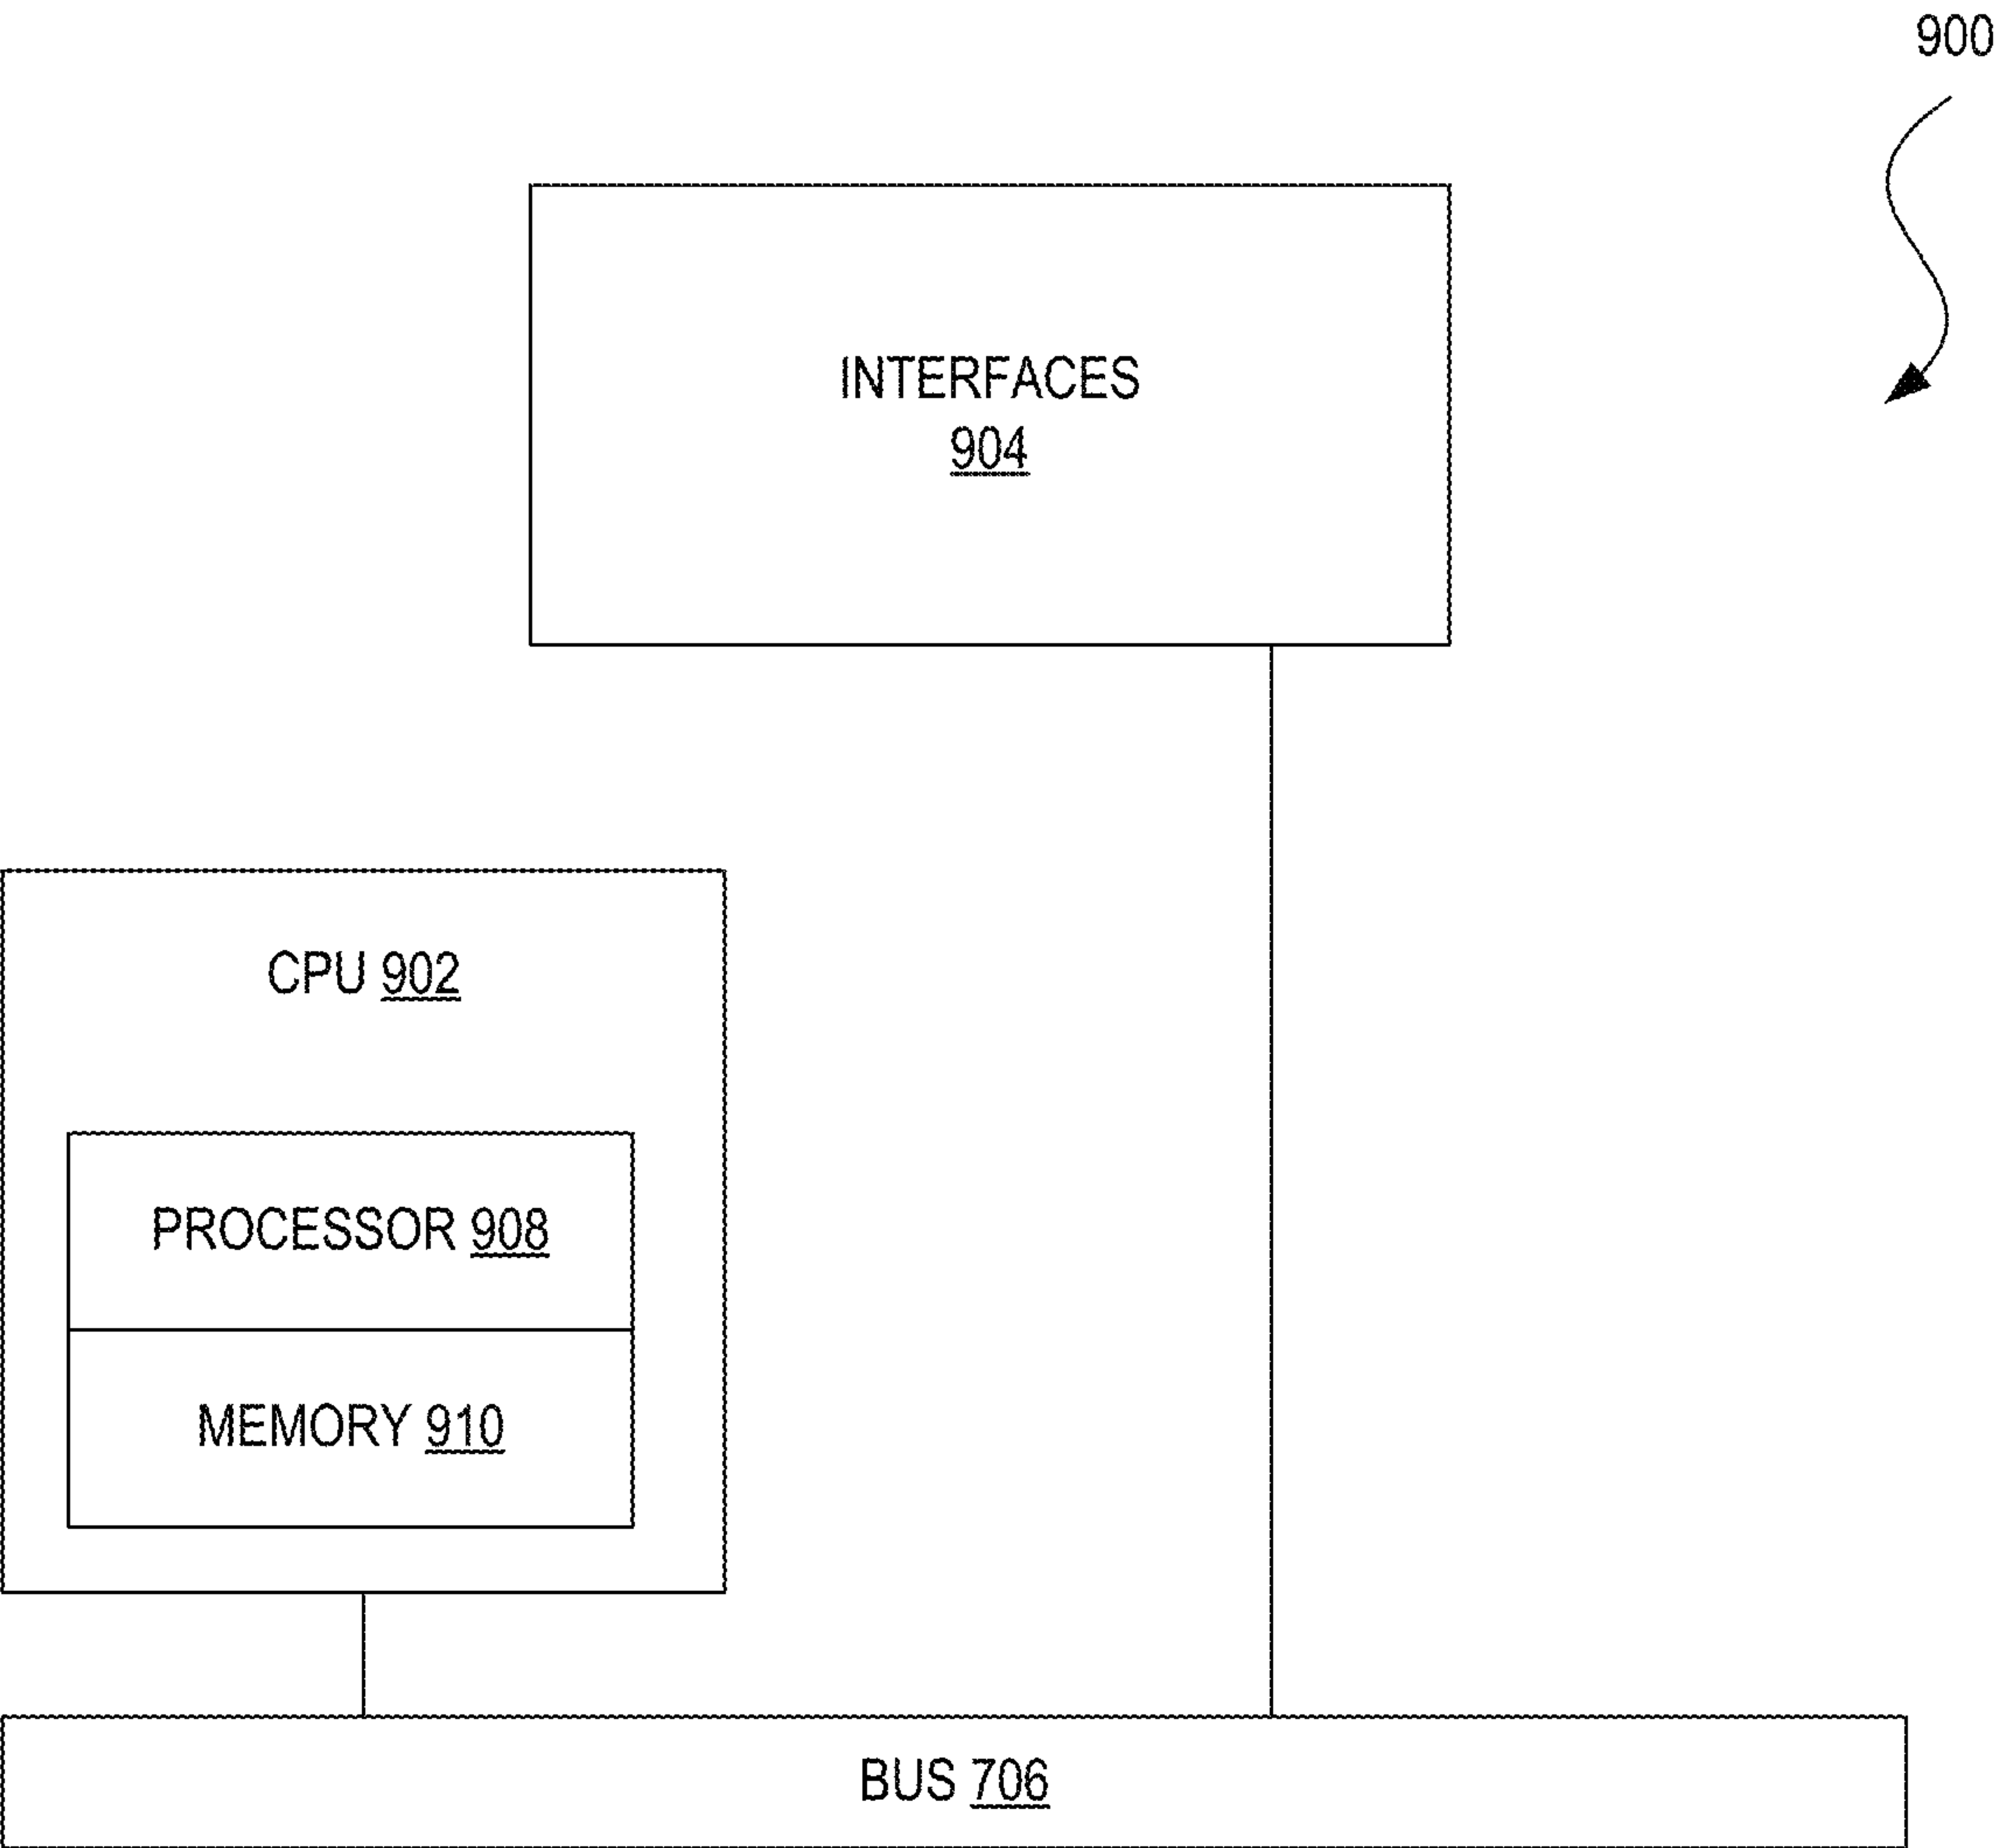 900
INTERFACES
904
CPU 902
PROCESSOR 908
MEMORY 910
BUS 706